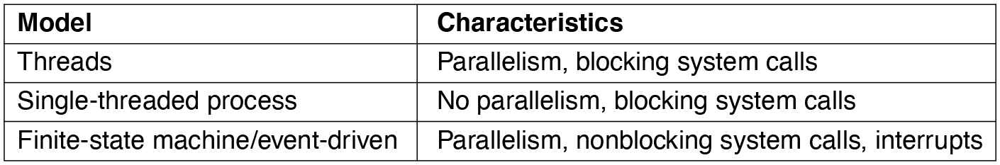 Model Characteristics
Threads Parallelism, blocking system calls
Single-threaded process No parallelism, blocking system calls
Finite-state machine/event-driven Parallelism, nonblocking system calls, interrupts